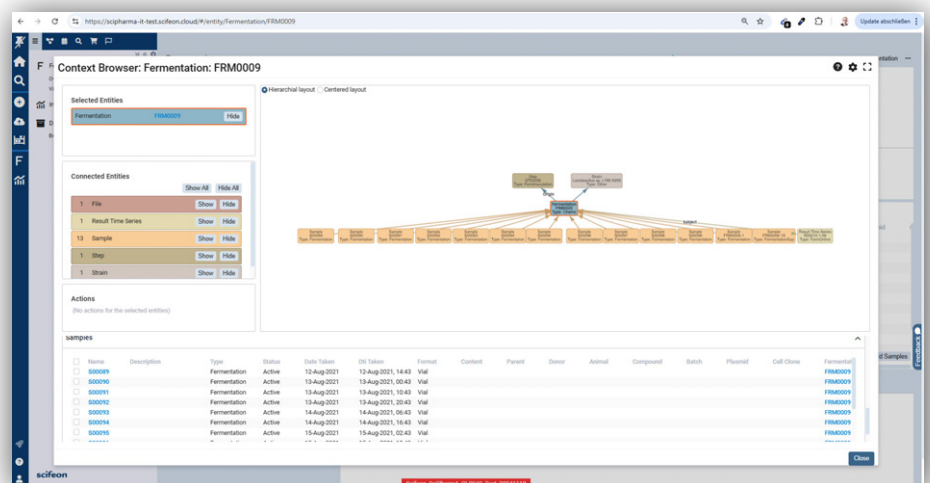 https://scipharma-it-test.scifeon.cloud/#/entity/Fermentation/FRM0009
Update abschließen
Context Browser: Fermentation: FRM0009
Selected Entities
Fermentation FRM0009 Hide
Hierarchial layout Centered layout
Connected Entities
Show All Hide All
1 File Show Hide
1 Result Time Series Show Hide
13 Sample Show Hide
1 Step Show Hide
1 Strain Show Hide
Actions
(No actions for the selected entities)
Samples
Name Description Type Status Date Taken Dt Taken Format Content Parent Donor Animal Compound Batch Plasmid Cell Clone
S00089 Fermentation Active 12-Aug-2021 12-Aug-2021, 14:43 Vial FRM0009
S00090 Fermentation Active 13-Aug-2021 13-Aug-2021, 00:43 Vial FRM0009
S00091 Fermentation Active 13-Aug-2021 13-Aug-2021, 10:43 Vial FRM0009
S00092 Fermentation Active 13-Aug-2021 13-Aug-2021, 20:43 Vial FRM0009
S00093 Fermentation Active 14-Aug-2021 14-Aug-2021, 06:43 Vial FRM0009
S00094 Fermentation Active 14-Aug-2021 14-Aug-2021, 16:43 Vial FRM0009
S00095 Fermentation Active 15-Aug-2021 15-Aug-2021, 02:43 Vial FRM0009
Close
Feedback
d Samples
scifeon